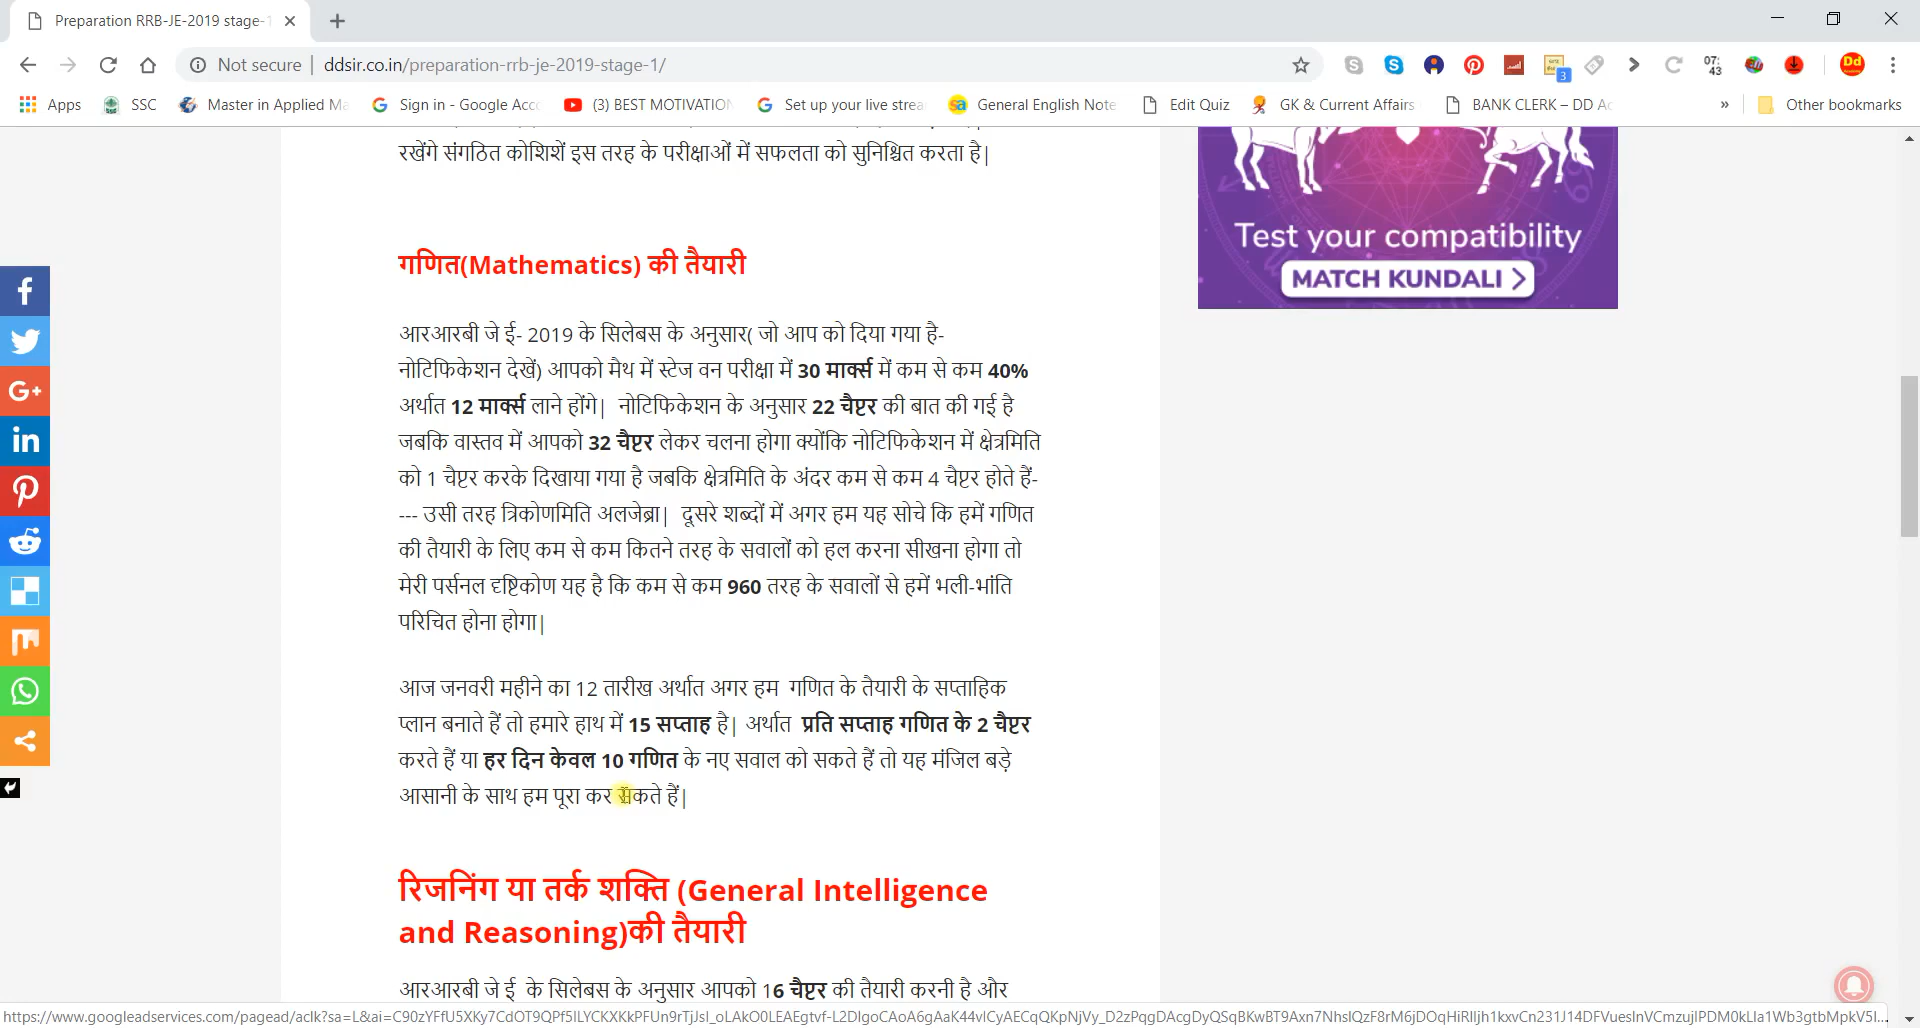 Preparation RRB-JE-2019 stage-1
Not secure | ddsir.co.in/preparation-rrb-je-2019-stage-1/
3
07:
43
Dd
Apps
SSC
Master in Applied Ma
Sign in - Google Acco
(3) BEST MOTIVATION
Set up your live strea
General English Note
Edit Quiz
GK & Current Affairs
BANK CLERK – DD Ac
»
Other bookmarks
रखेंगे संगठित कोशिशें इस तरह के परीक्षाओं में सफलता को सुनिश्चित करता है|
Test your compatibility
MATCH KUNDALI >
गणित(Mathematics) की तैयारी
आरआरबी जे ई- 2019 के सिलेबस के अनुसार( जो आप को दिया गया है-
नोटिफिकेशन देखें) आपको मैथ में स्टेज वन परीक्षा में 30 मार्क्स में कम से कम 40%
अर्थात 12 मार्क्स लाने होंगे| नोटिफिकेशन के अनुसार 22 चैप्टर की बात की गई है
जबकि वास्तव में आपको 32 चैप्टर लेकर चलना होगा क्योंकि नोटिफिकेशन में क्षेत्रमिति
को 1 चैप्टर करके दिखाया गया है जबकि क्षेत्रमिति के अंदर कम से कम 4 चैप्टर होते हैं-
--- उसी तरह त्रिकोणमिति अलजेब्रा| दूसरे शब्दों में अगर हम यह सोचे कि हमें गणित
की तैयारी के लिए कम से कम कितने तरह के सवालों को हल करना सीखना होगा तो
मेरी पर्सनल दृष्टिकोण यह है कि कम से कम 960 तरह के सवालों से हमें भली-भांति
परिचित होना होगा|
आज जनवरी महीने का 12 तारीख अर्थात अगर हम गणित के तैयारी के सप्ताहिक
प्लान बनाते हैं तो हमारे हाथ में 15 सप्ताह है| अर्थात प्रति सप्ताह गणित के 2 चैप्टर
करते हैं या हर दिन केवल 10 गणित के नए सवाल को सकते हैं तो यह मंजिल बड़े
आसानी के साथ हम पूरा कर सकते हैं|
रिजनिंग या तर्क शक्ति (General Intelligence
and Reasoning)की तैयारी
आरआरबी जे ई के सिलेबस के अनुसार आपको 16 चैप्टर की तैयारी करनी है और